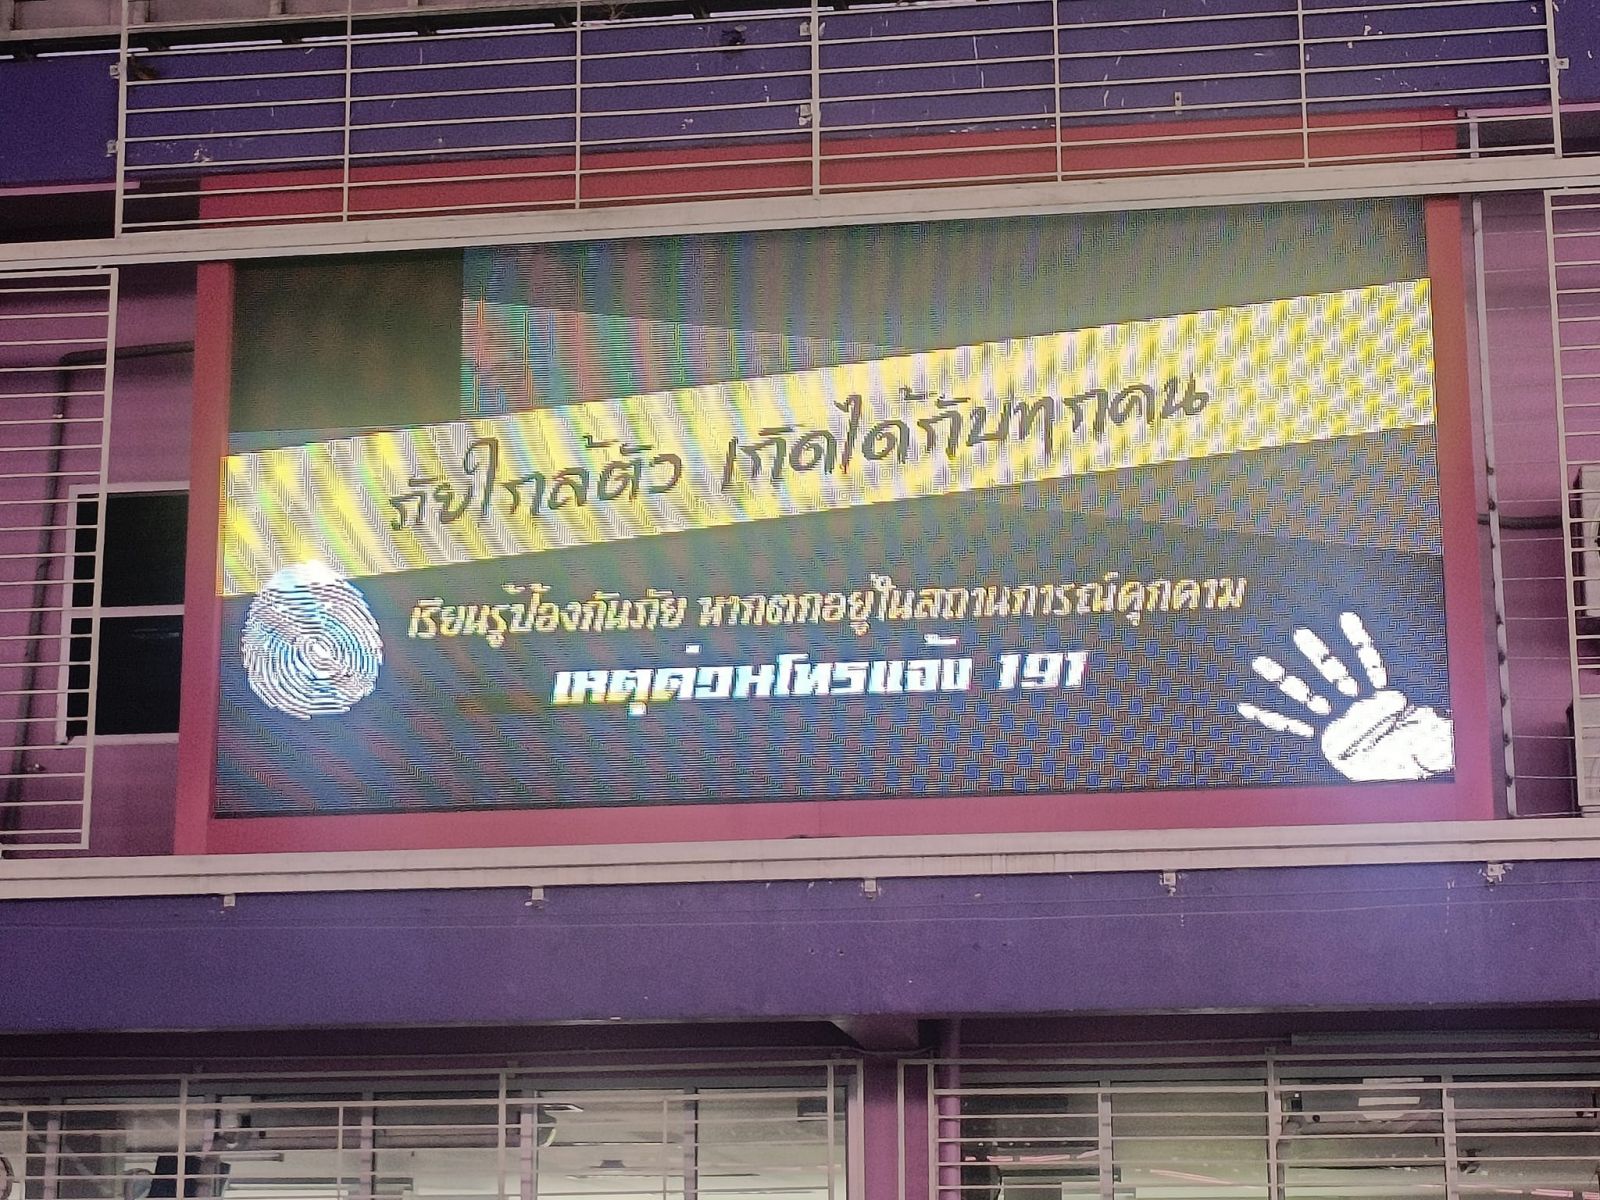 ภัยใกล้ตัว เกิดได้กับทุกคน
เรียนรู้ป้องกันภัย หากตกอยู่ในสถานการณ์คุกคาม
เหตุด่วนโทรแจ้ง 191